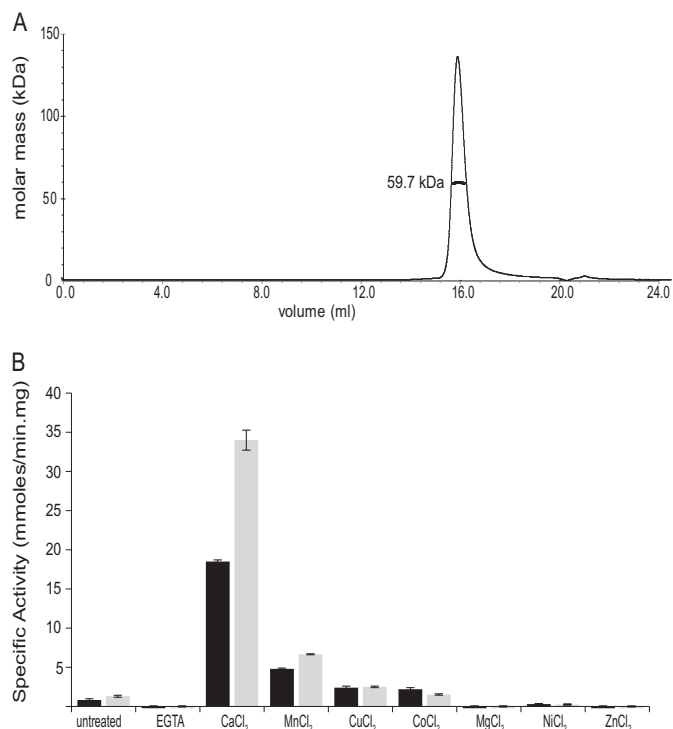 A
molar mass (kDa)
150
100
50
0
59.7 kDa
0.0 4.0 8.0 12.0 16.0 20.0 24.0
volume (ml)
B
Specific Activity (mmoles/min.mg)
40
35
30
25
20
15
10
5
untreated EGTA CaCl₂ MnCl₂ CuCl₂ CoCl₂ MgCl₂ NiCl₂ ZnCl₂